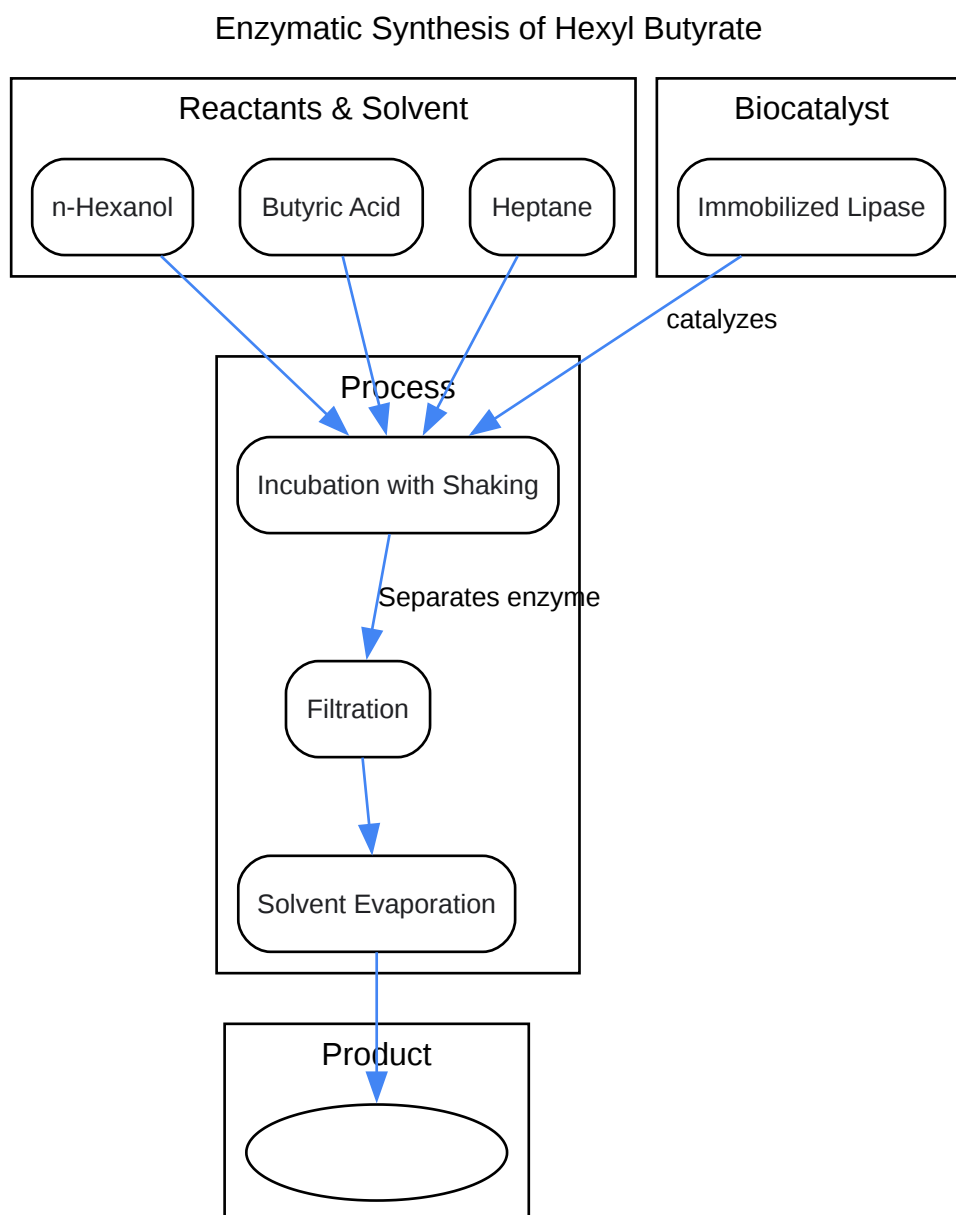 Enzymatic Synthesis of Hexyl Butyrate
Reactants & Solvent
Biocatalyst
n-Hexanol
Butyric Acid
Heptane
Immobilized Lipase
catalyzes
Process
Incubation with Shaking
Separates enzyme
Filtration
Solvent Evaporation
Product